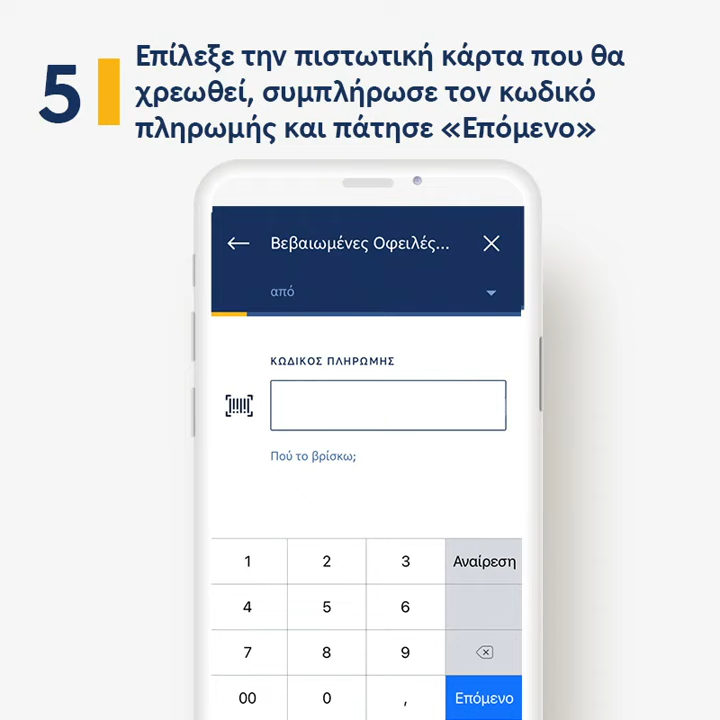 5
Επίλεξε την πιστωτική κάρτα που θα
χρεωθεί, συμπλήρωσε τον κωδικό
πληρωμής και πάτησε «Επόμενο»
Βεβαιωμένες Οφειλές...
από
ΚΩΔΙΚΟΣ ΠΛΗΡΩΜΗΣ
Πού το βρίσκω;
1 2 3 Αναίρεση
4 5 6
7 8 9
00 0 , Επόμενο